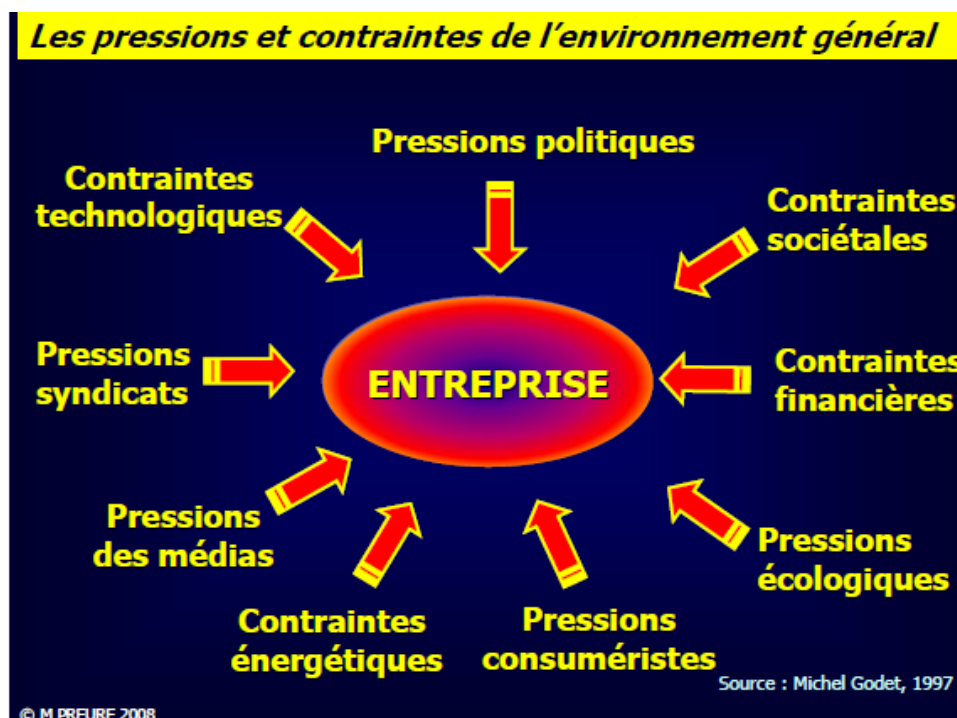 Les pressions et contraintes de l'environnement général
Pressions politiques
Contraintes
technologiques
Contraintes
sociétales
Pressions
syndicats
ENTREPRISE
Contraintes
financières
Pressions
des médias
Pressions
écologiques
Contraintes
énergétiques
Pressions
consuméristes
Source : Michel Godet, 1997
© M PREURE 2008